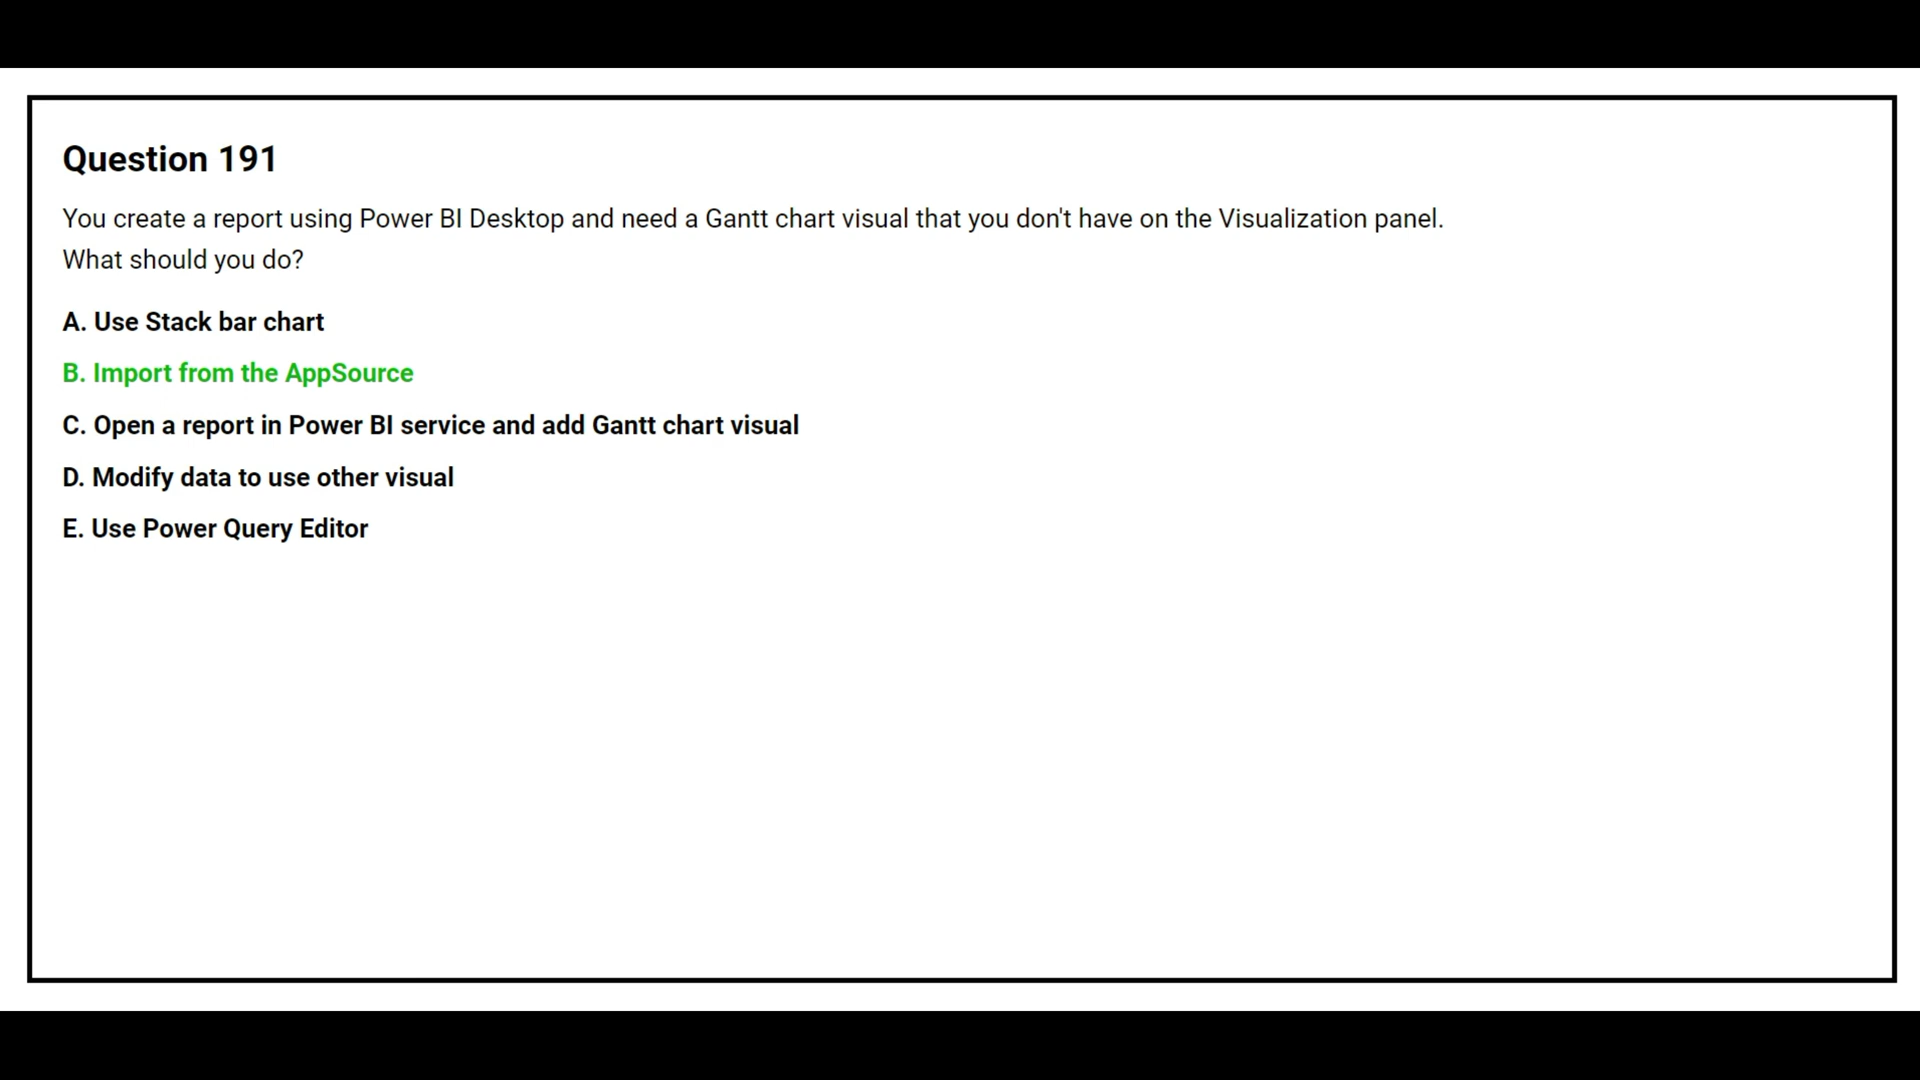 Question 191
You create a report using Power BI Desktop and need a Gantt chart visual that you don't have on the Visualization panel.
What should you do?
A. Use Stack bar chart
B. Import from the AppSource
C. Open a report in Power BI service and add Gantt chart visual
D. Modify data to use other visual
E. Use Power Query Editor